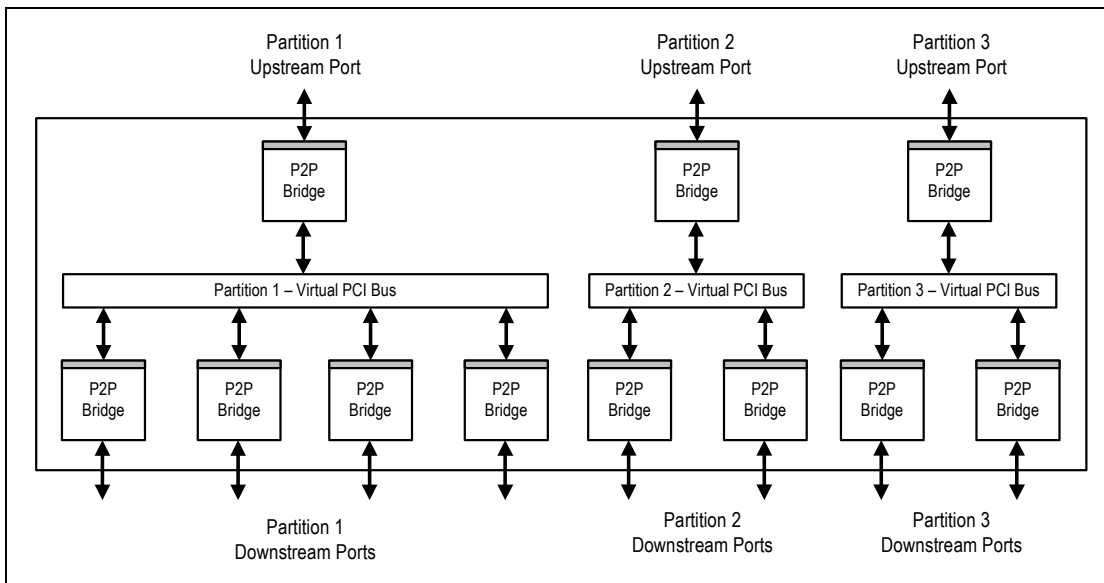 Partition 1
Upstream Port
Partition 2
Upstream Port
Partition 3
Upstream Port
P2P
Bridge
P2P
Bridge
P2P
Bridge
Partition 1 – Virtual PCI Bus
Partition 2 – Virtual PCI Bus
Partition 3 – Virtual PCI Bus
P2P
Bridge
P2P
Bridge
P2P
Bridge
P2P
Bridge
P2P
Bridge
P2P
Bridge
P2P
Bridge
P2P
Bridge
Partition 1
Downstream Ports
Partition 2
Downstream Ports
Partition 3
Downstream Ports